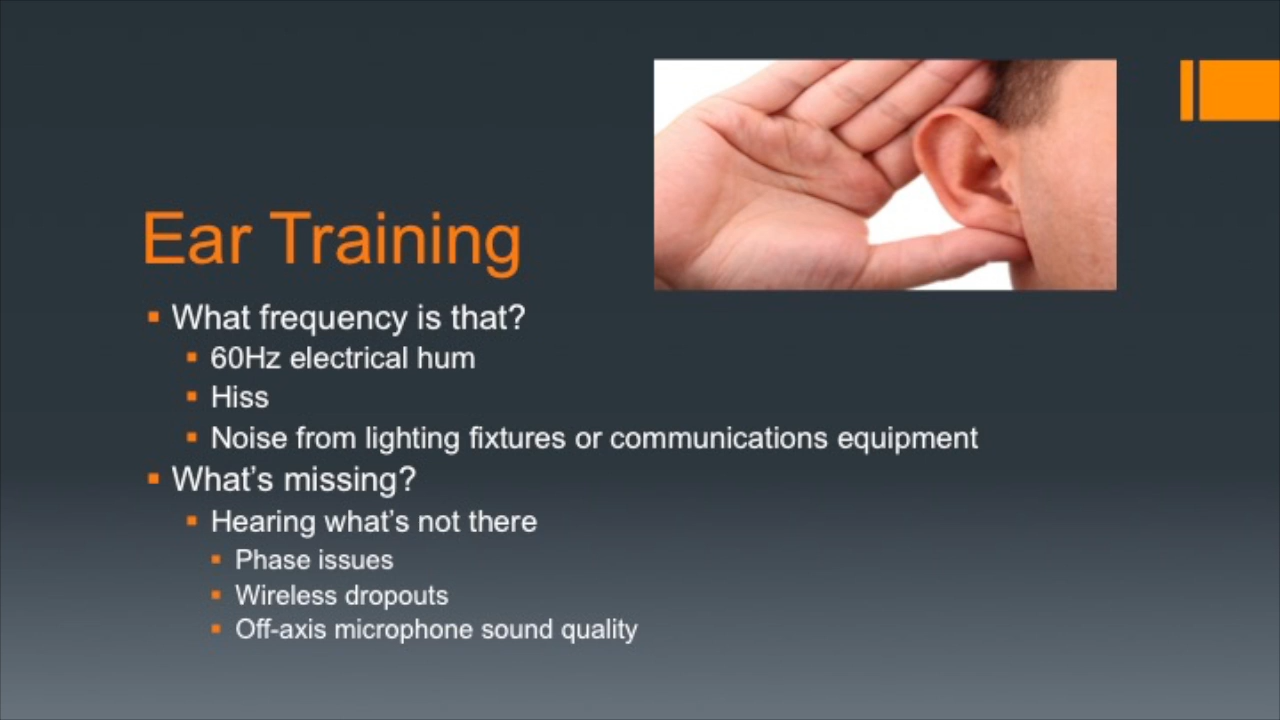 Ear Training
What frequency is that?
60Hz electrical hum
Hiss
Noise from lighting fixtures or communications equipment
What’s missing?
Hearing what’s not there
Phase issues
Wireless dropouts
Off-axis microphone sound quality